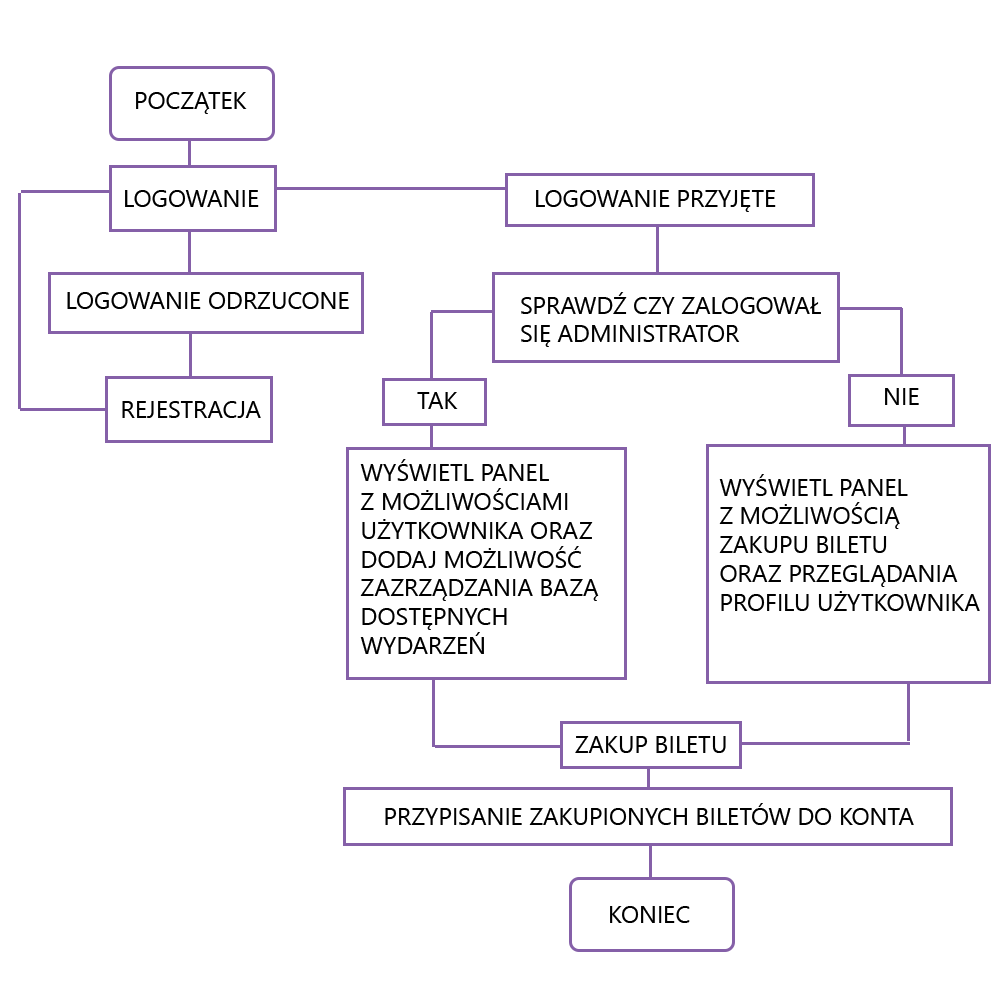 POCZĄTEK
LOGOWANIE
LOGOWANIE PRZYJĘTE
LOGOWANIE ODRZUCONE
SPRAWDŹ CZY ZALOGOWAŁ
SIĘ ADMINISTRATOR
REJESTRACJA
TAK
NIE
WYŚWIETL PANEL
Z MOŻLIWOŚCIAMI
UŻYTKOWNIKA ORAZ
DODAJ MOŻLIWOŚĆ
ZAZRZĄDZANIA BAZĄ
DOSTĘPNYCH
WYDARZEŃ
WYŚWIETL PANEL
Z MOŻLIWOŚCIĄ
ZAKUPU BILETU
ORAZ PRZEGLĄDANIA
PROFILU UŻYTKOWNIKA
ZAKUP BILETU
PRZYPISANIE ZAKUPIONYCH BILETÓW DO KONTA
KONIEC